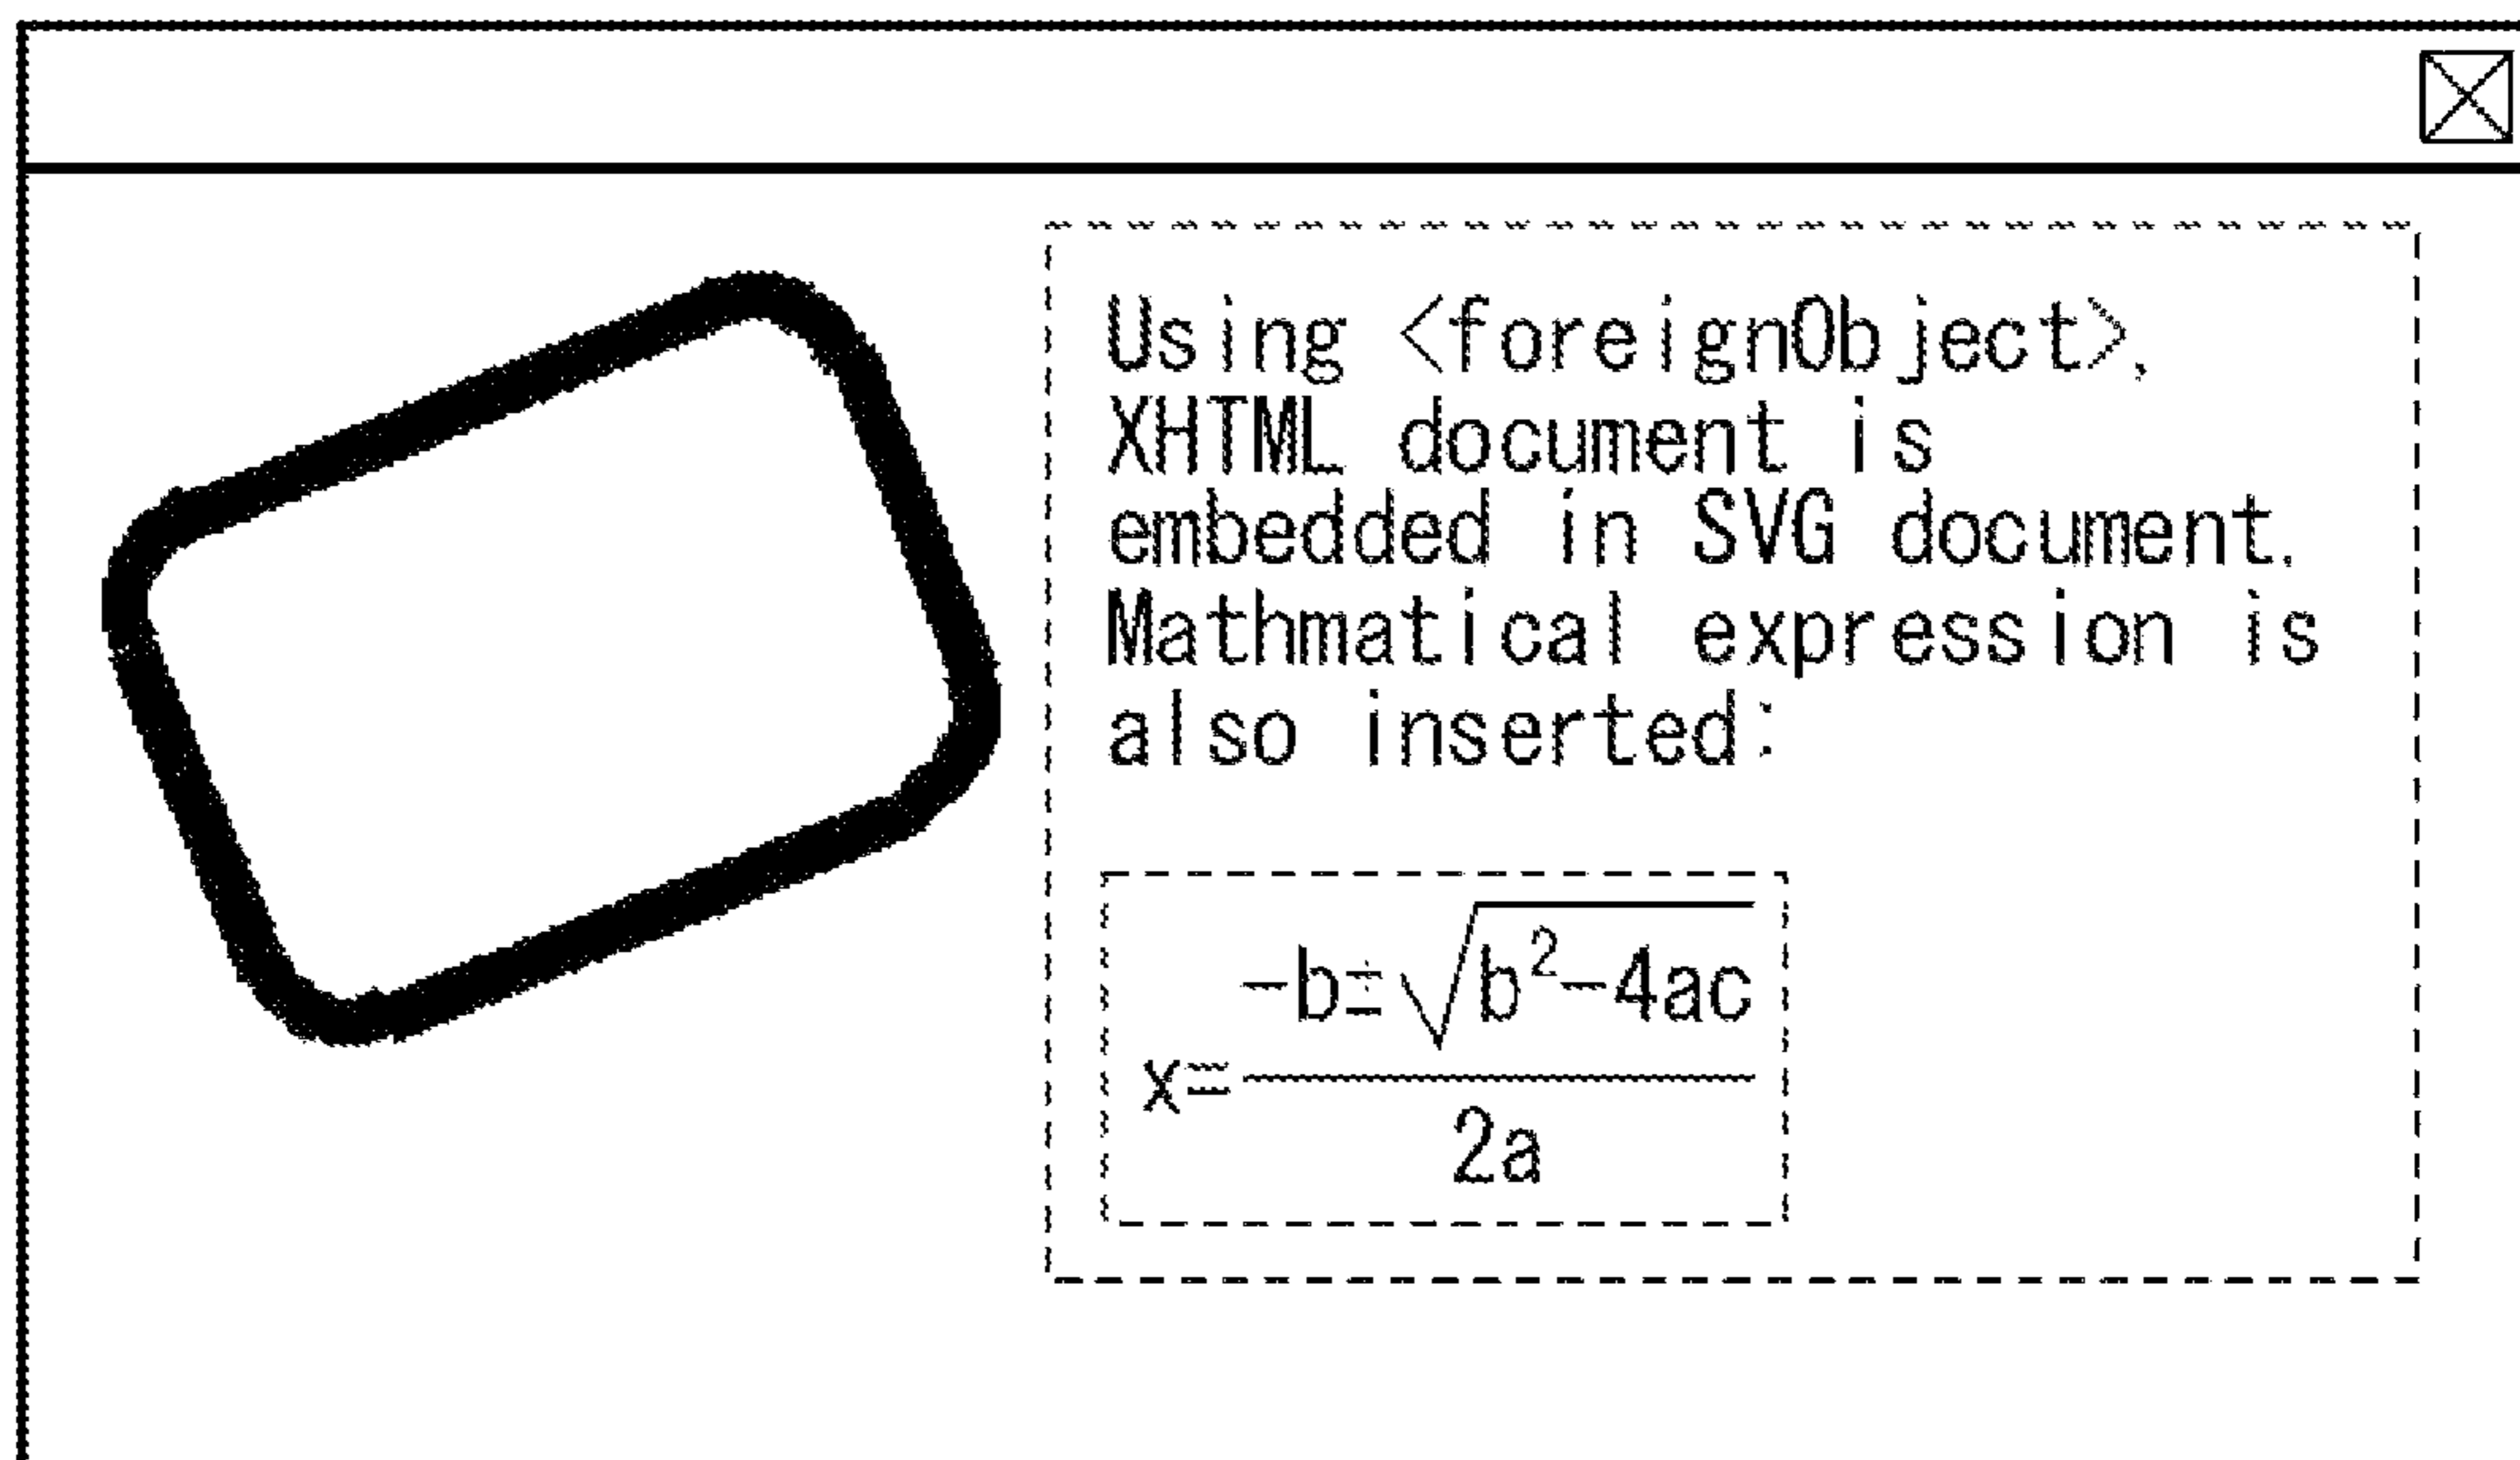 Using <foreignObject>,
XHTML document is
embedded in SVG document.
Mathmatical expression is
also inserted:
x=(-b±√(b²-4ac))/(2a)